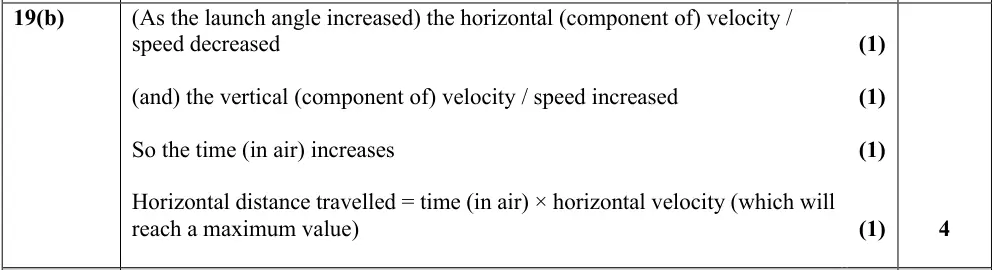 19(b) (As the launch angle increased) the horizontal (component of) velocity /
speed decreased (1)
(and) the vertical (component of) velocity / speed increased (1)
So the time (in air) increases (1)
Horizontal distance travelled = time (in air) × horizontal velocity (which will
reach a maximum value) (1) 4